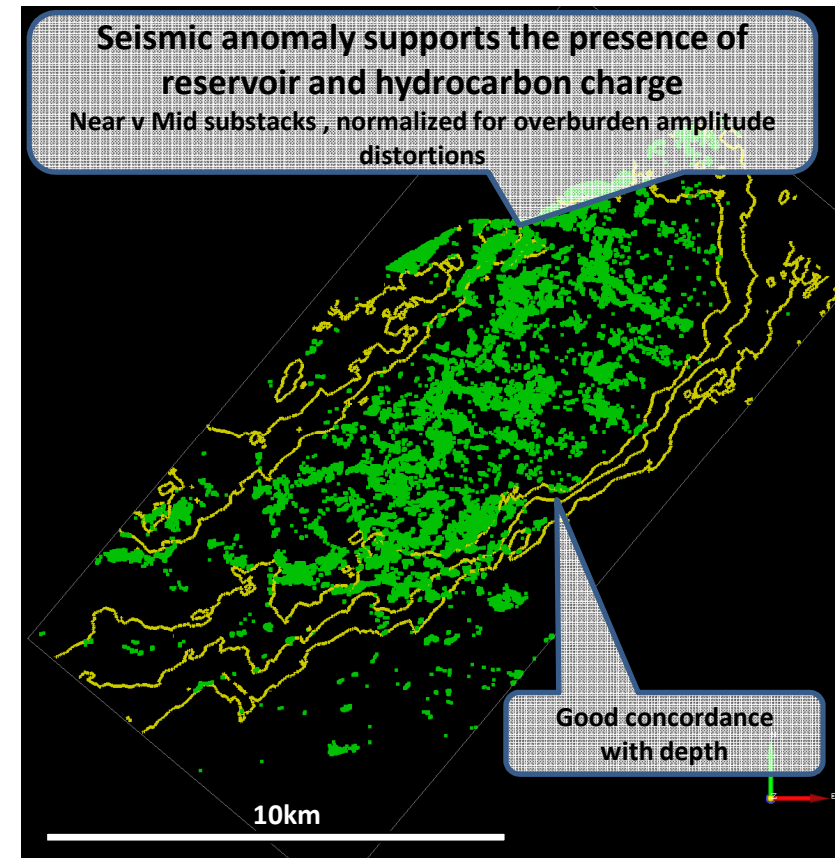 Seismic anomaly supports the presence of
reservoir and hydrocarbon charge
Near v Mid substacks , normalized for overburden amplitude
distortions
Good concordance
with depth
10km
Z
E